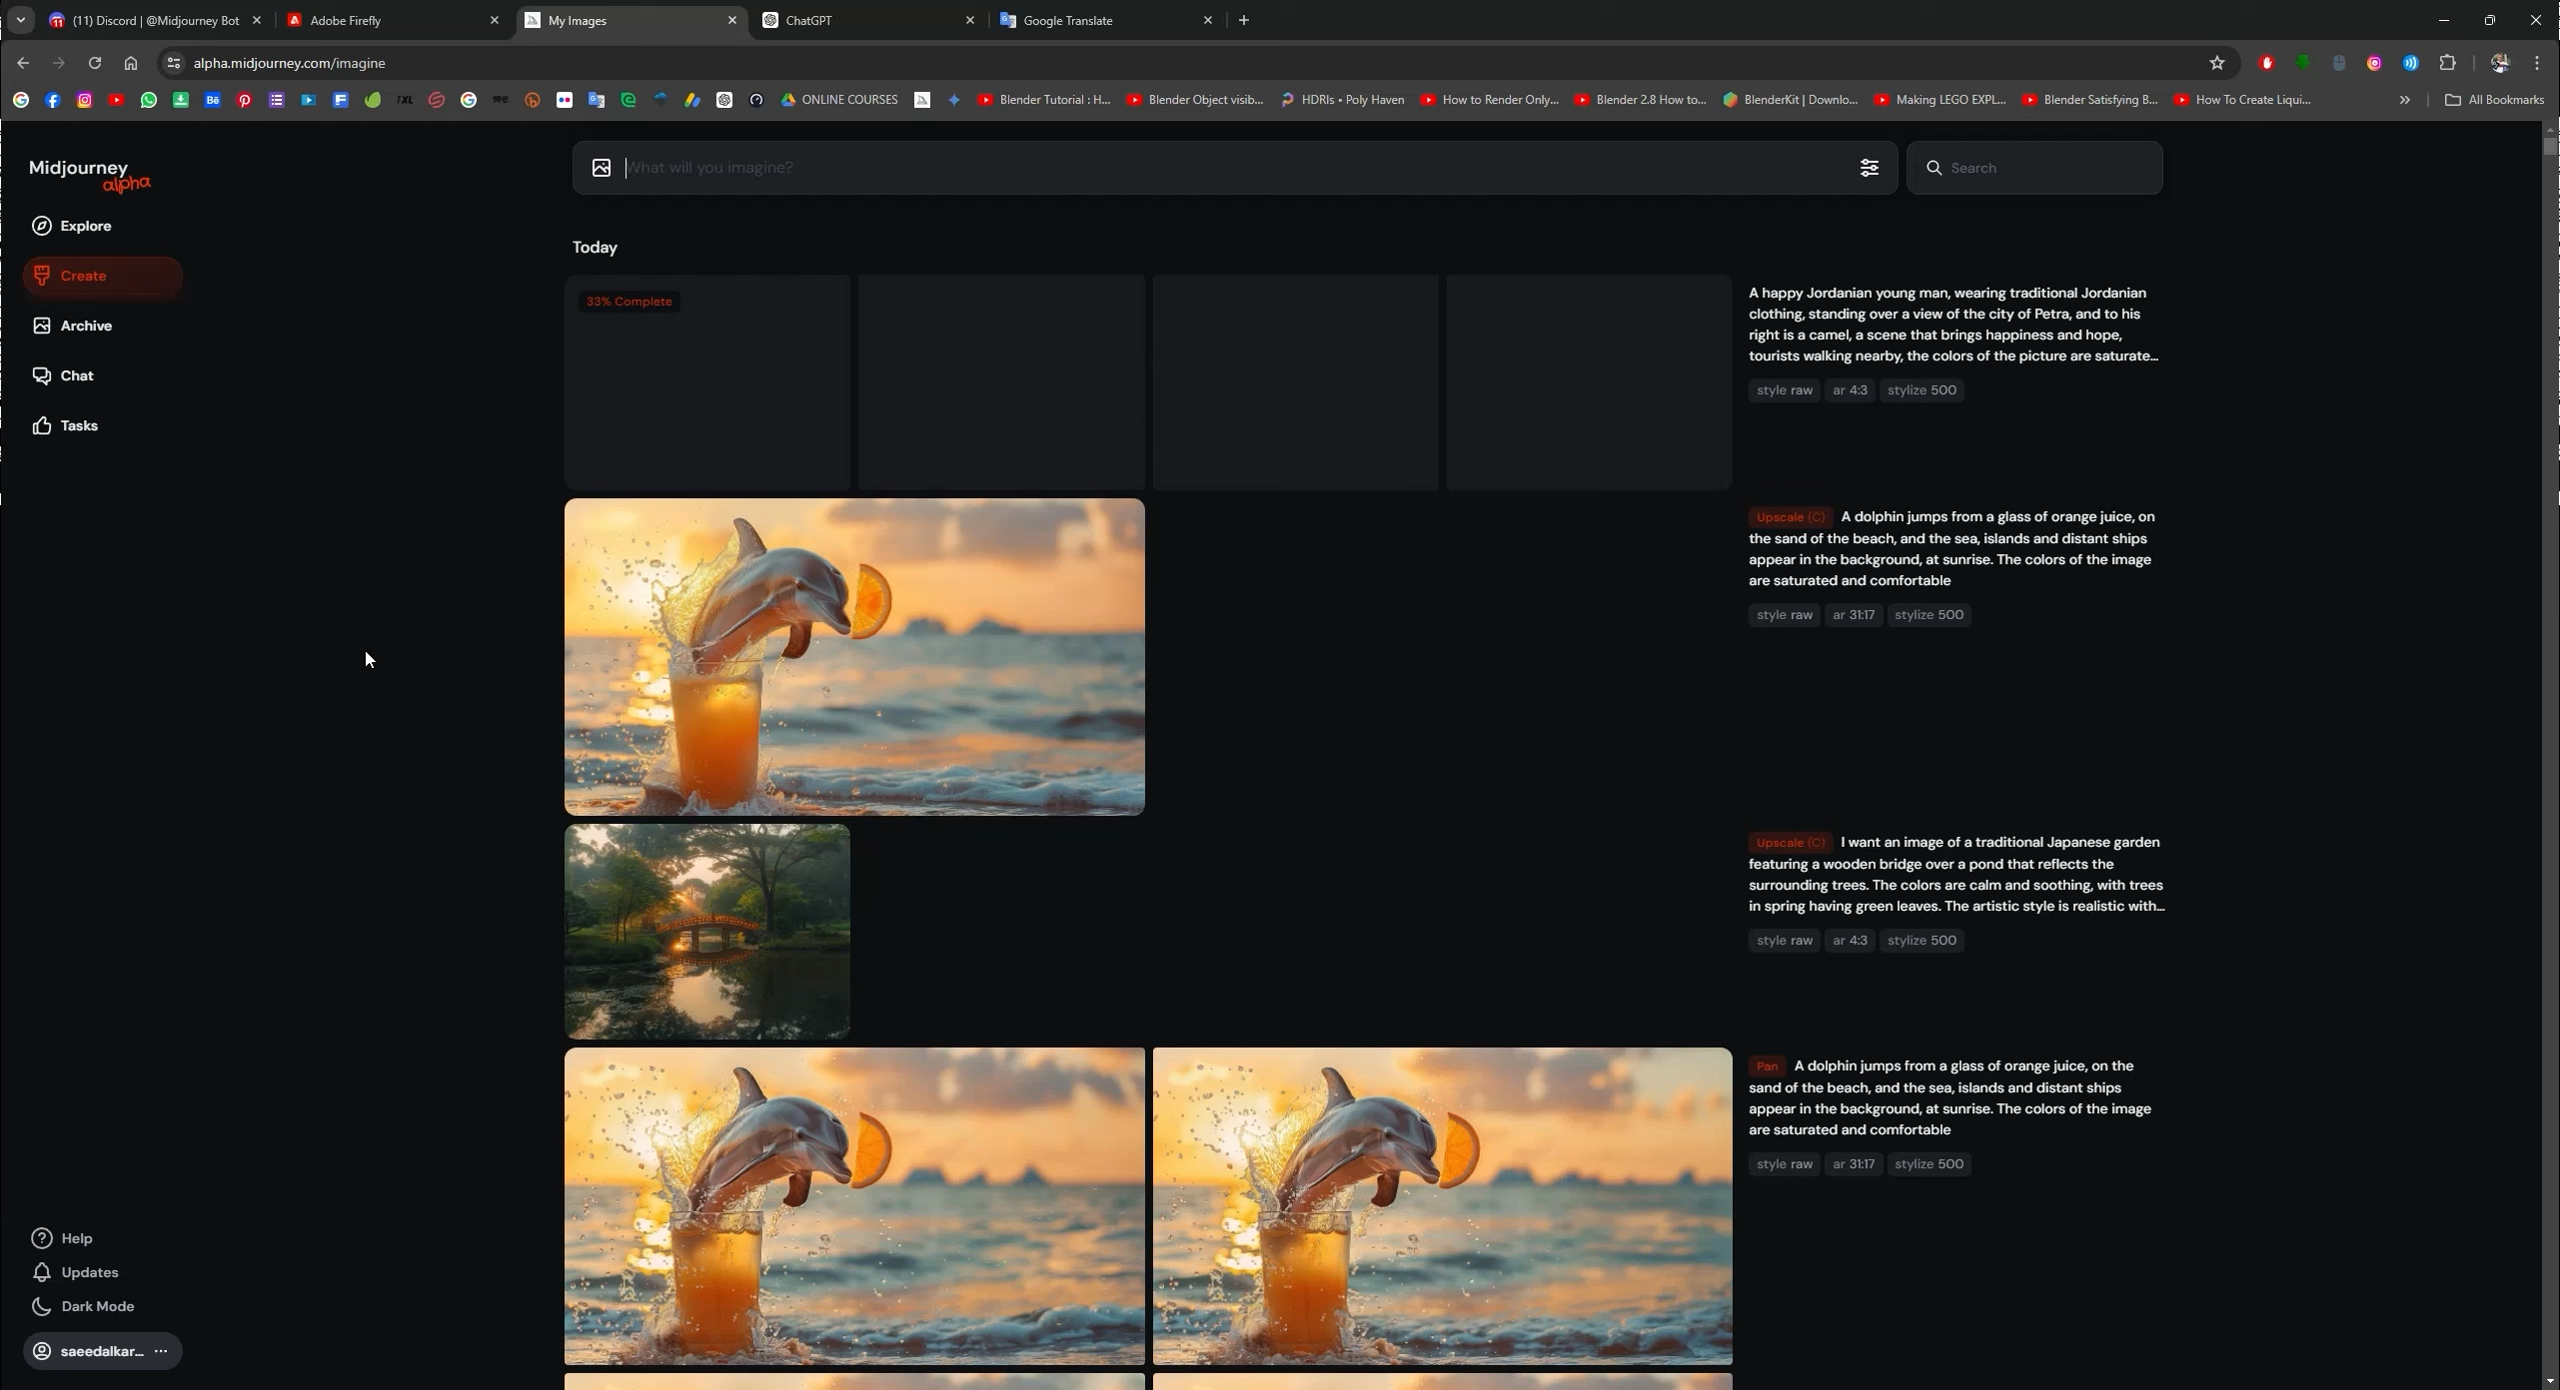 (11) Discord | @Midjourney Bot
Adobe Firefly
My Images
ChatGPT
Google Translate
alpha.midjourney.com/imagine
ONLINE COURSES
Blender Tutorial : H...
Blender Object visib...
HDRIs • Poly Haven
How to Render Only...
Blender 2.8 How to...
BlenderKit | Downlo...
Making LEGO EXPL...
Blender Satisfying B...
How To Create Liqui...
All Bookmarks
Midjourney
alpha
What will you imagine?
Search
Explore
Create
Archive
Chat
Tasks
Today
33% Complete
A happy Jordanian young man, wearing traditional Jordanian
clothing, standing over a view of the city of Petra, and to his
right is a camel, a scene that brings happiness and hope,
tourists walking nearby, the colors of the picture are saturate...
style raw ar 4:3 stylize 500
Upscale (C) A dolphin jumps from a glass of orange juice, on
the sand of the beach, and the sea, islands and distant ships
appear in the background, at sunrise. The colors of the image
are saturated and comfortable
style raw ar 31:17 stylize 500
Upscale (C) I want an image of a traditional Japanese garden
featuring a wooden bridge over a pond that reflects the
surrounding trees. The colors are calm and soothing, with trees
in spring having green leaves. The artistic style is realistic with...
style raw ar 4:3 stylize 500
Pan A dolphin jumps from a glass of orange juice, on the
sand of the beach, and the sea, islands and distant ships
appear in the background, at sunrise. The colors of the image
are saturated and comfortable
style raw ar 31:17 stylize 500
Help
Updates
Dark Mode
saeedalkar...